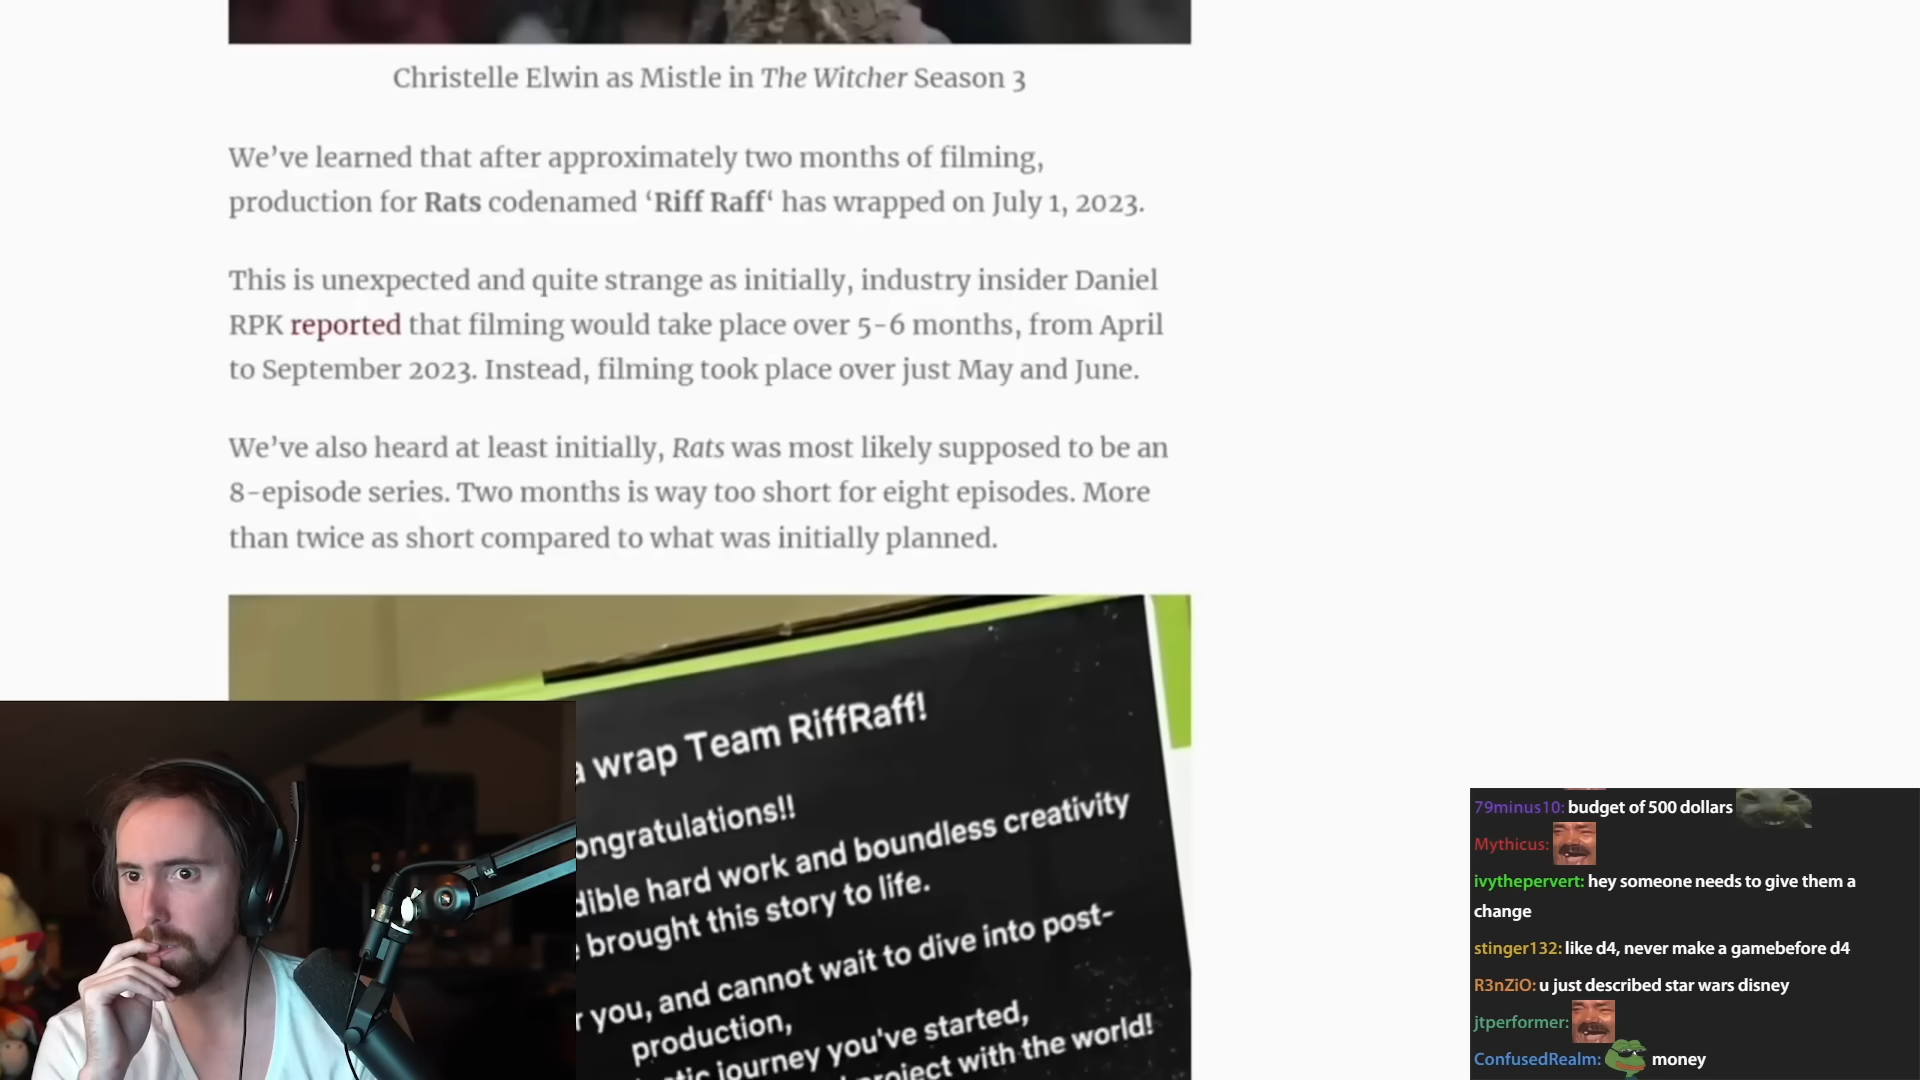 Christelle Elwin as Mistle in The Witcher Season 3
We’ve learned that after approximately two months of filming,
production for Rats codenamed ‘Riff Raff‘ has wrapped on July 1, 2023.
This is unexpected and quite strange as initially, industry insider Daniel
RPK reported that filming would take place over 5-6 months, from April
to September 2023. Instead, filming took place over just May and June.
We’ve also heard at least initially, Rats was most likely supposed to be an
8-episode series. Two months is way too short for eight episodes. More
than twice as short compared to what was initially planned.
a wrap Team RiffRaff!
ongratulations!!
dible hard work and boundless creativity
brought this story to life.
r you, and cannot wait to dive into post-
production,
tic journey you've started,
project with the world!
79minus10: budget of 500 dollars
Mythicus:
ivythepervert: hey someone needs to give them a
change
stinger132: like d4, never make a gamebefore d4
R3nZiO: u just described star wars disney
jtperformer:
ConfusedRealm: money